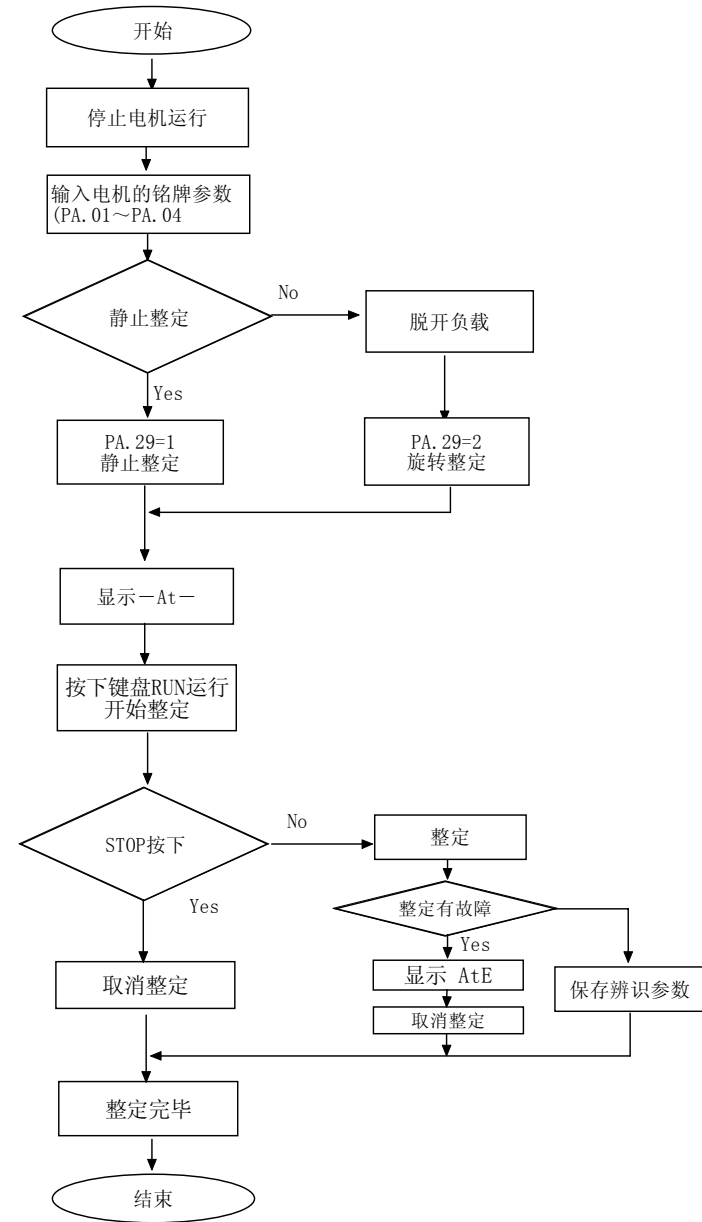 开始
停止电机运行
输入电机的铭牌参数
(PA.01～PA.04
静止整定
No
脱开负载
Yes
PA.29=1
静止整定
PA.29=2
旋转整定
显示－At－
按下键盘RUN运行
开始整定
STOP按下
No
整定
Yes
整定有故障
Yes
显示 AtE
取消整定
保存辨识参数
取消整定
整定完毕
结束